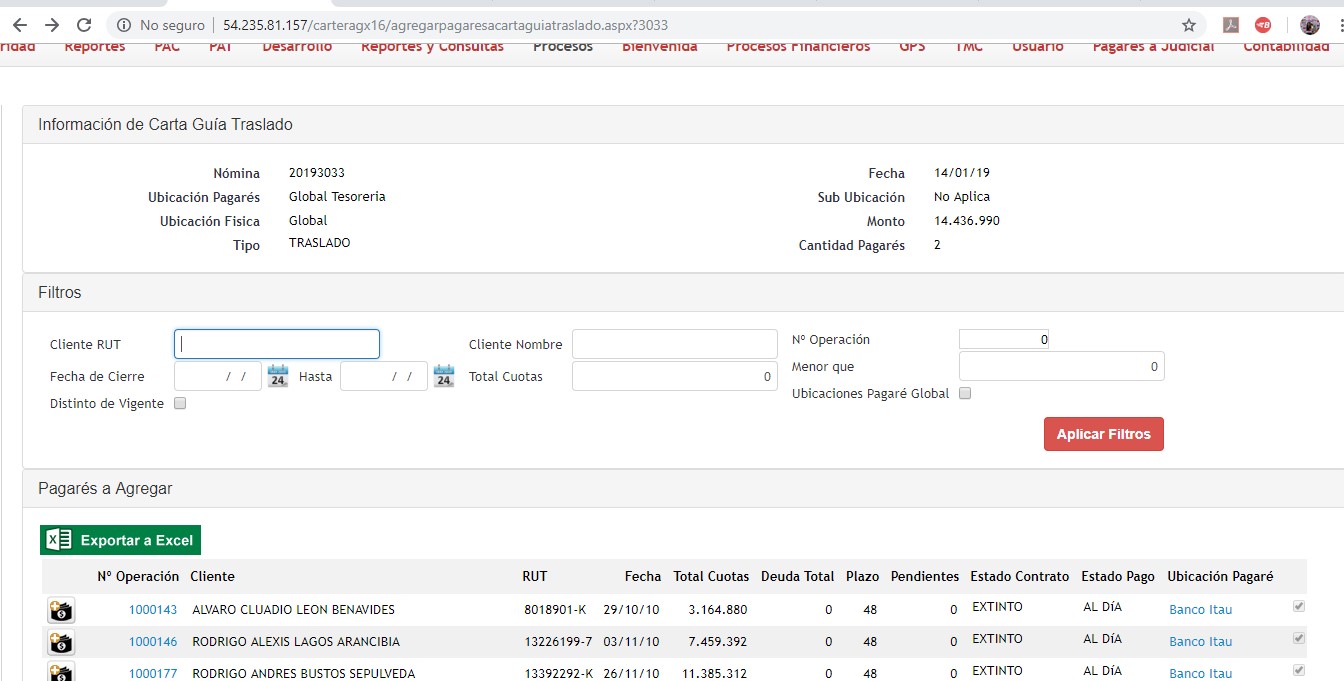 No seguro | 54.235.81.157/carteragx16/agregarpagaresacartaguiatraslado.aspx?3033
ridad Reportes PAC PAT Desarrollo Reportes y Consultas Procesos Bienvenida Procesos Financieros GPS TMC Usuario Pagarés a Judicial Contabilidad
Información de Carta Guía Traslado
Nómina 20193033 Fecha 14/01/19
Ubicación Pagarés Global Tesoreria Sub Ubicación No Aplica
Ubicación Fisica Global Monto 14.436.990
Tipo TRASLADO Cantidad Pagarés 2
Filtros
Cliente RUT Cliente Nombre Nº Operación 0
Fecha de Cierre / / 24 Hasta / / 24 Total Cuotas 0 Menor que 0
Distinto de Vigente Ubicaciones Pagaré Global
Aplicar Filtros
Pagarés a Agregar
Exportar a Excel
Nº Operación Cliente RUT Fecha Total Cuotas Deuda Total Plazo Pendientes Estado Contrato Estado Pago Ubicación Pagaré
1000143 ALVARO CLUADIO LEON BENAVIDES 8018901-K 29/10/10 3.164.880 0 48 0 EXTINTO AL DíA Banco Itau
1000146 RODRIGO ALEXIS LAGOS ARANCIBIA 13226199-7 03/11/10 7.459.392 0 48 0 EXTINTO AL DíA Banco Itau
1000177 RODRIGO ANDRES BUSTOS SEPULVEDA 13392292-K 26/11/10 11.385.312 0 48 0 EXTINTO AL DíA Banco Itau